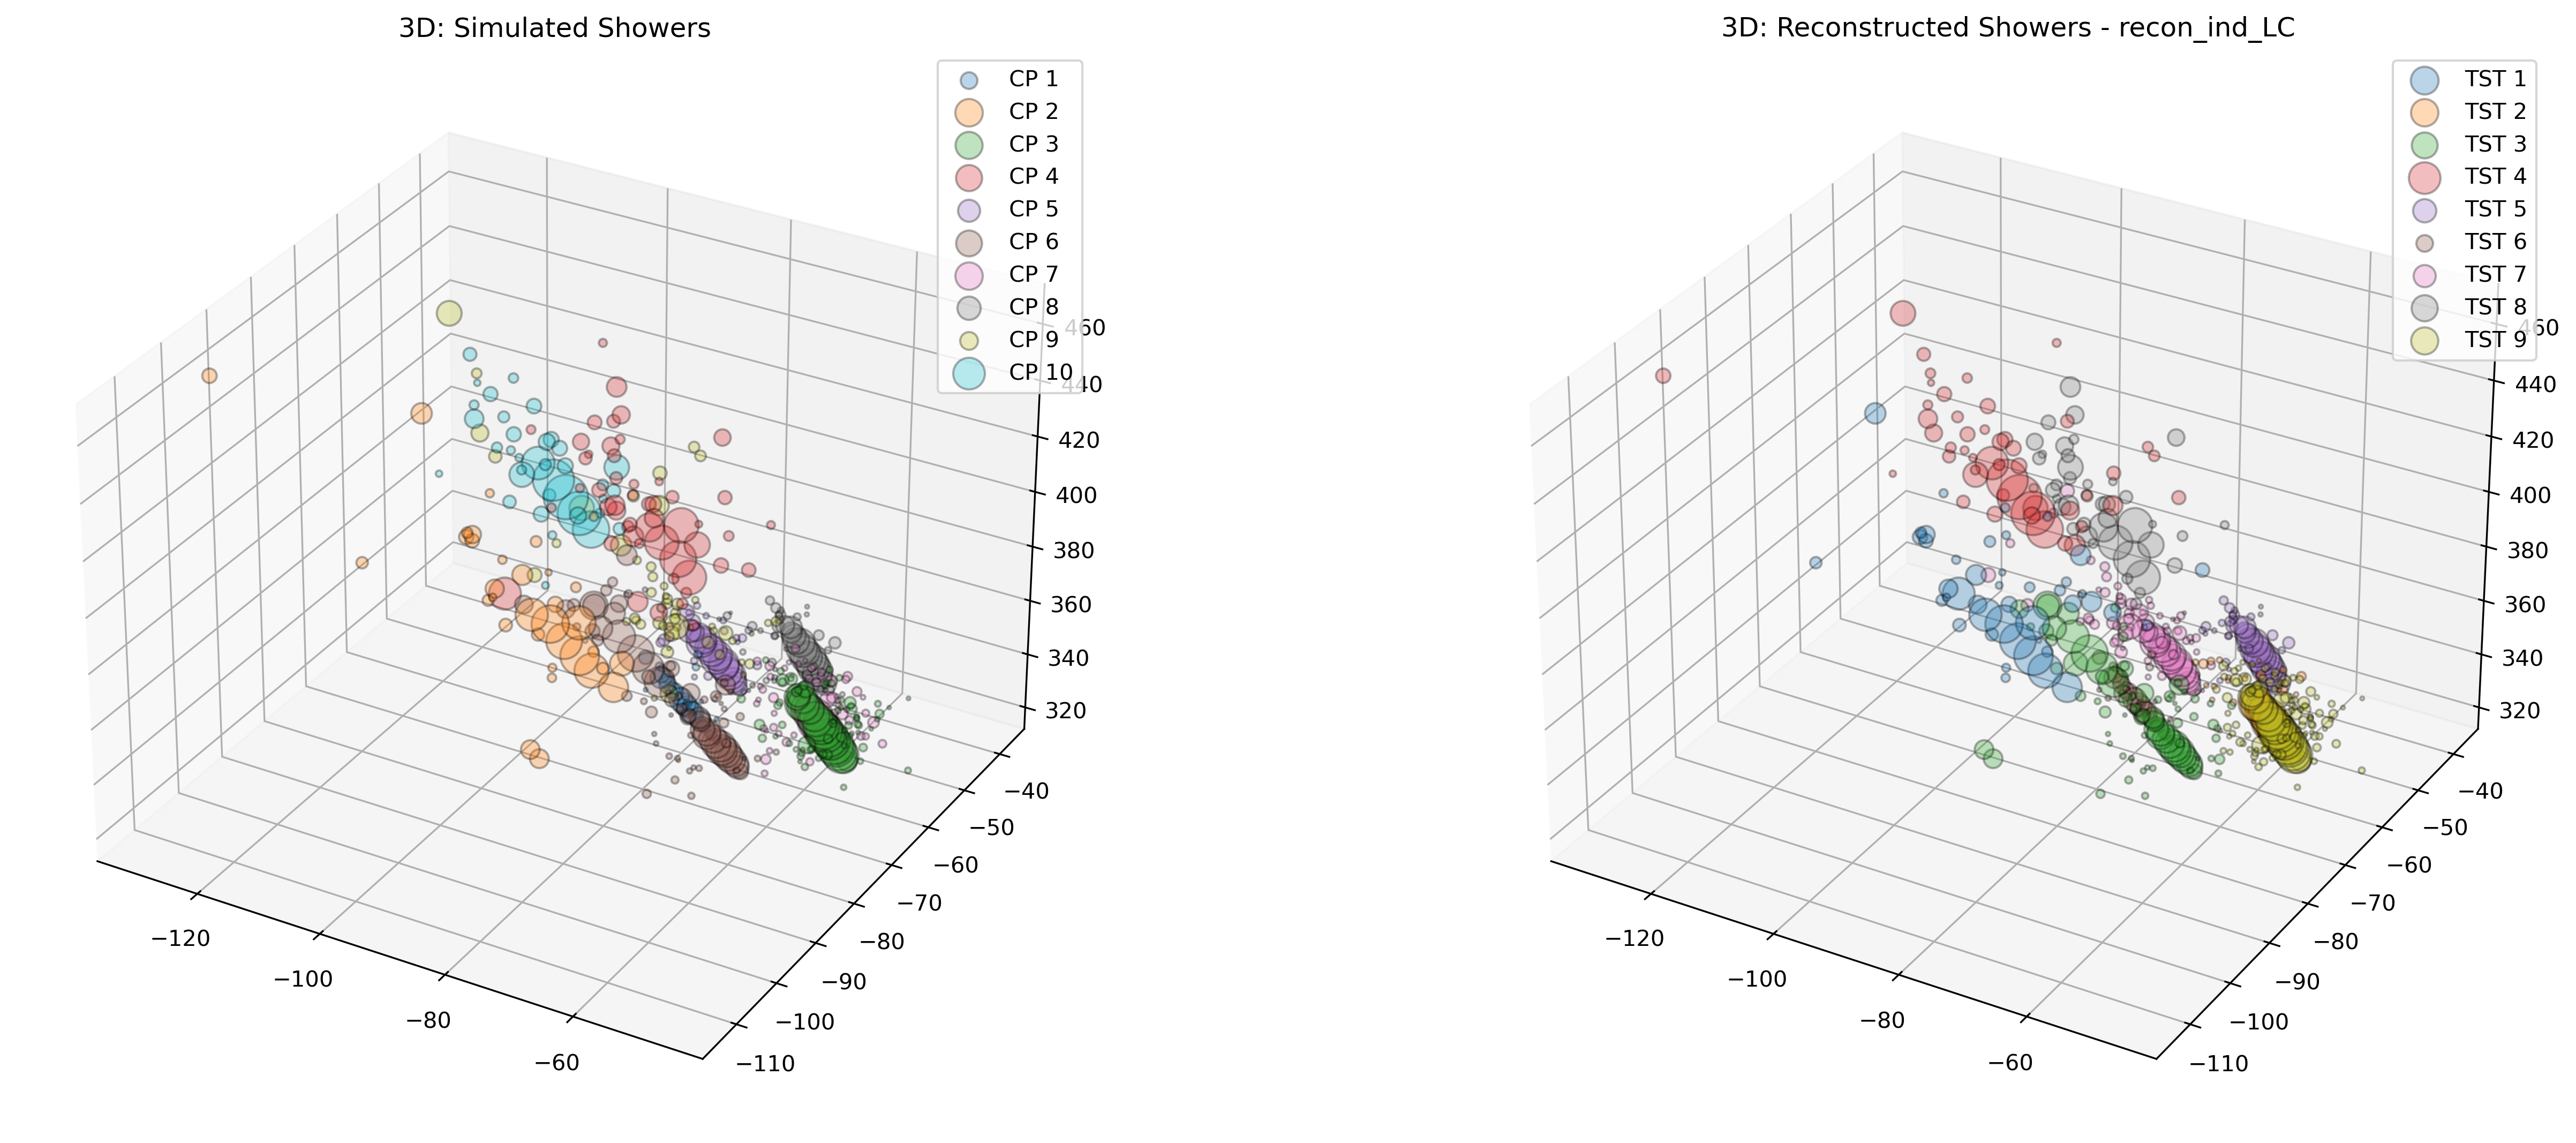 3D: Simulated Showers
CP 1
CP 2
CP 3
CP 4
CP 5
CP 6
CP 7
CP 8
CP 9
CP 10
460
440
420
400
380
360
340
320
−40
−50
−60
−70
−80
−90
−100
−110
−120
−100
−80
−60
3D: Reconstructed Showers - recon_ind_LC
TST 1
TST 2
TST 3
TST 4
TST 5
TST 6
TST 7
TST 8
TST 9
460
440
420
400
380
360
340
320
−40
−50
−60
−70
−80
−90
−100
−110
−120
−100
−80
−60